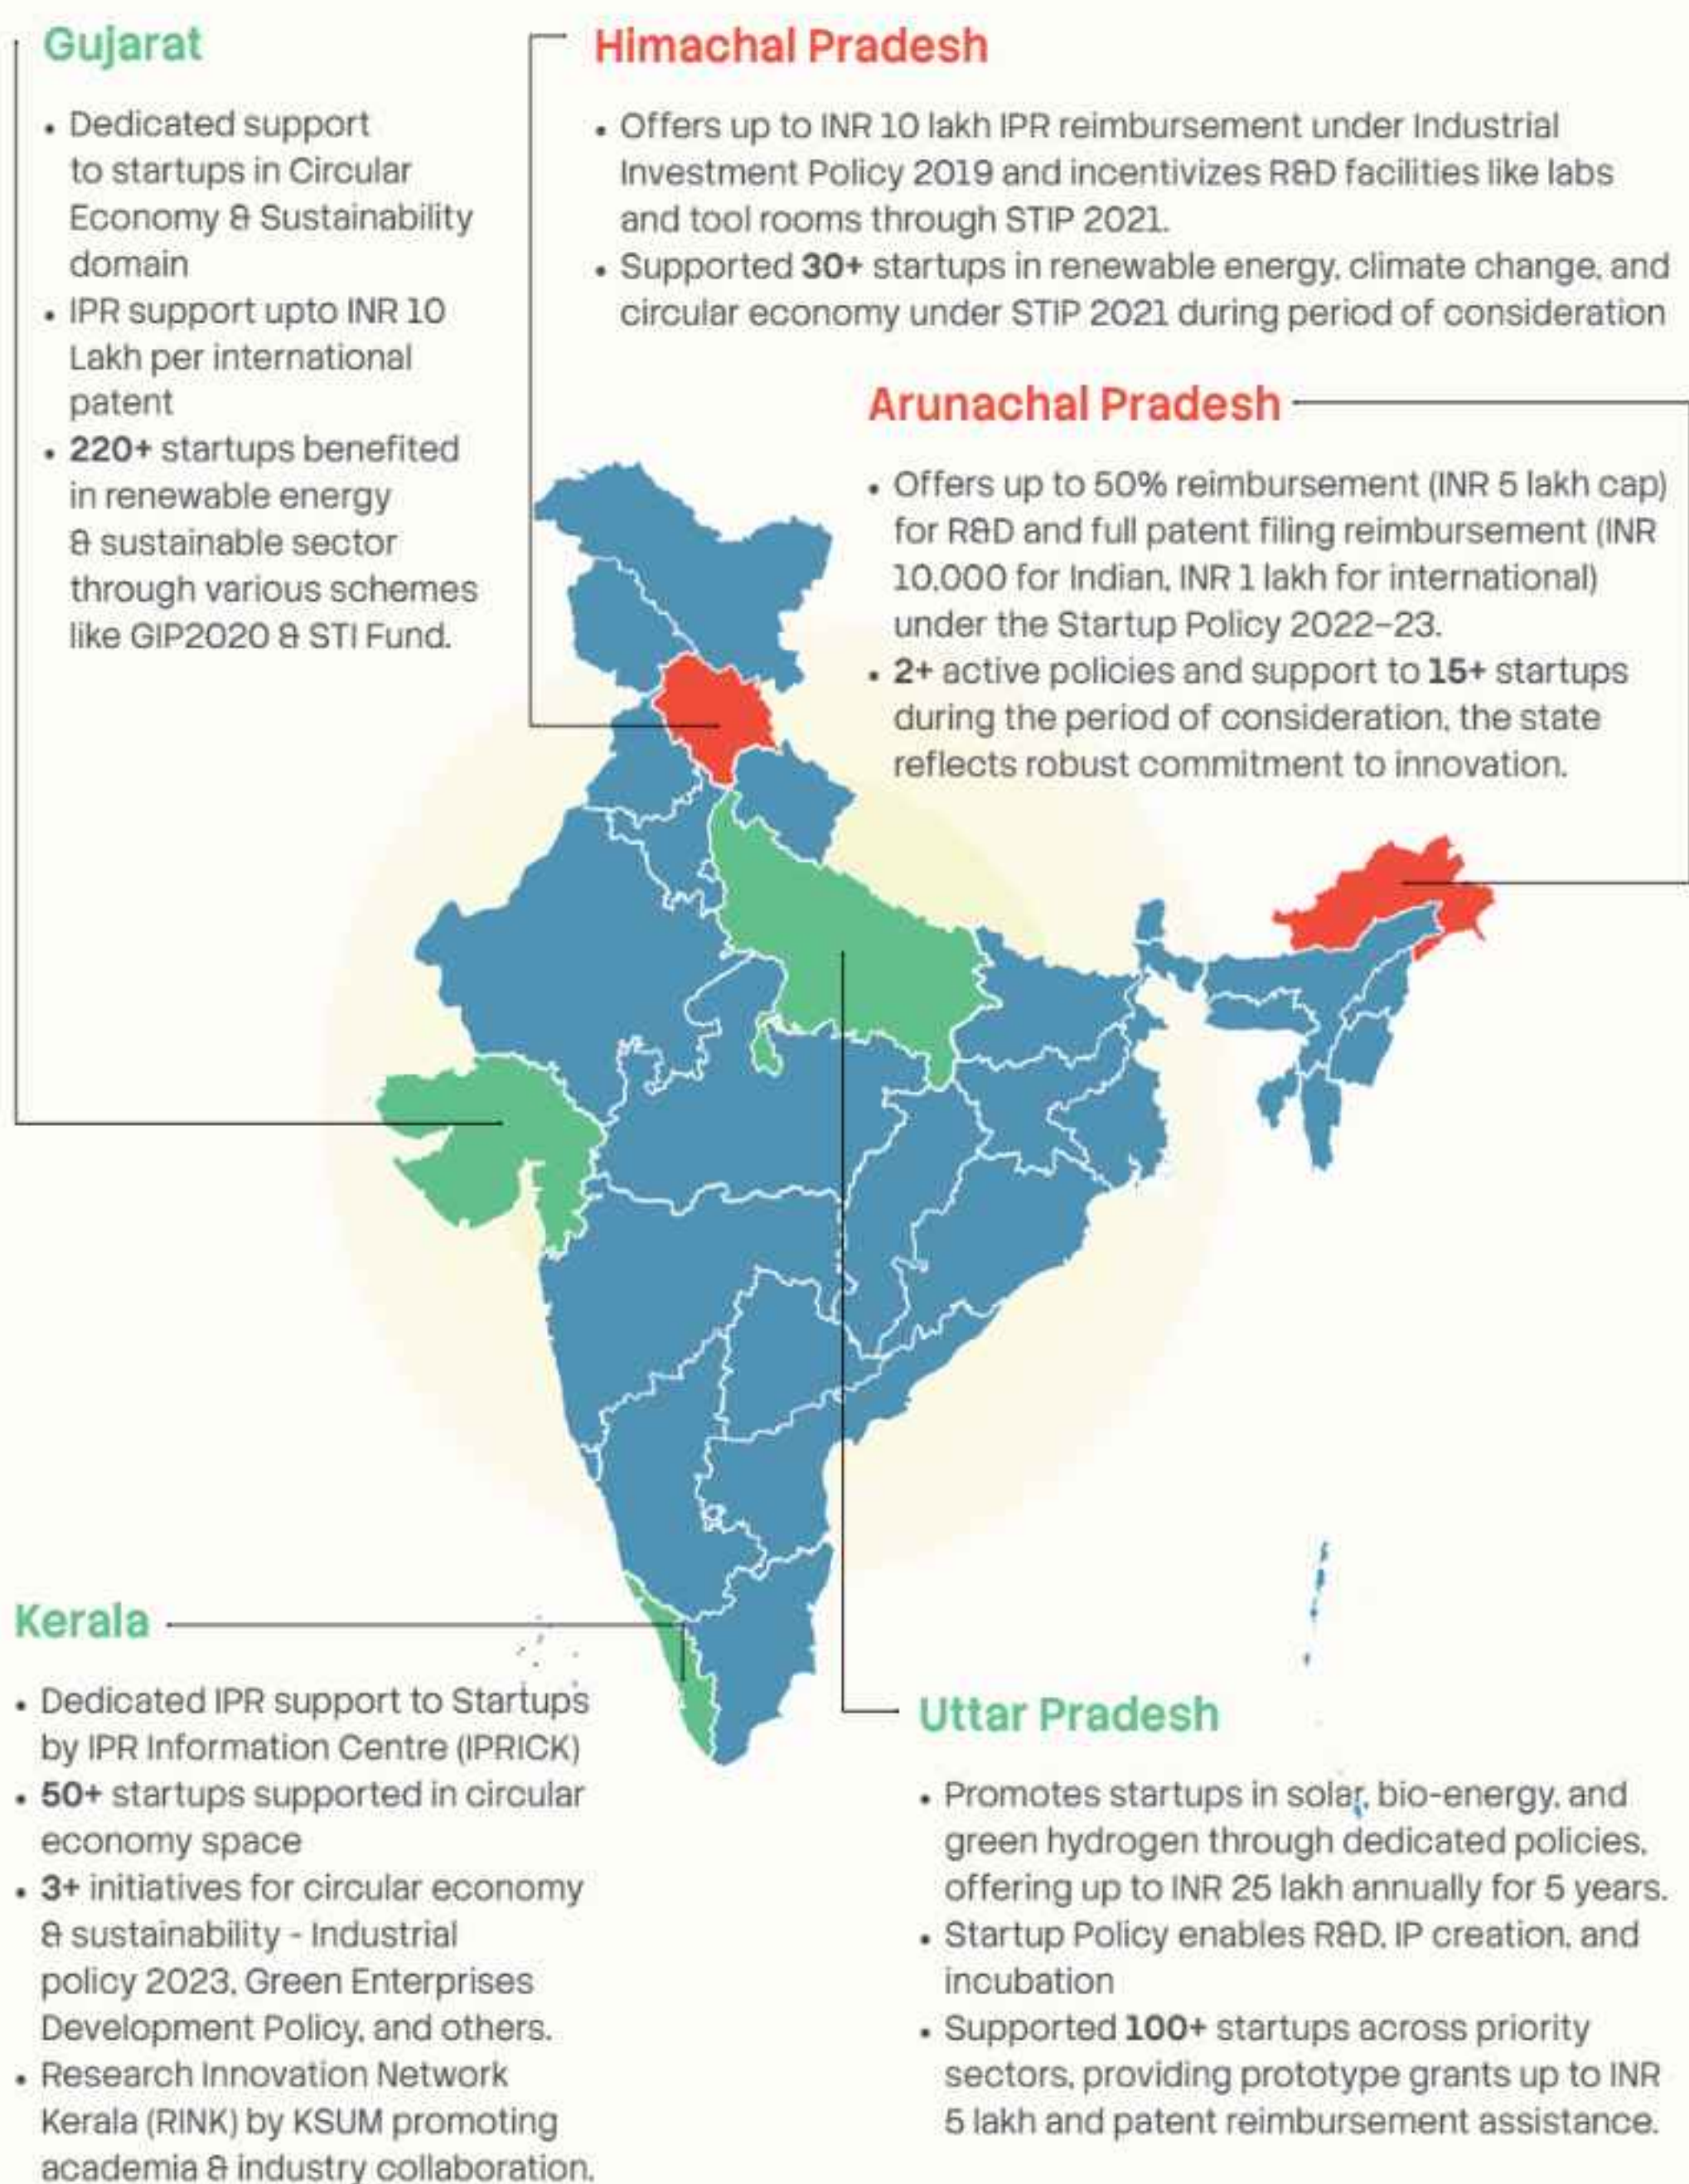 Gujarat
• Dedicated support
to startups in Circular
Economy & Sustainability
domain
• IPR support upto INR 10
Lakh per international
patent
• 220+ startups benefited
in renewable energy
& sustainable sector
through various schemes
like GIP2020 & STI Fund.
Himachal Pradesh
• Offers up to INR 10 lakh IPR reimbursement under Industrial
Investment Policy 2019 and incentivizes R&D facilities like labs
and tool rooms through STIP 2021.
• Supported 30+ startups in renewable energy, climate change, and
circular economy under STIP 2021 during period of consideration
Arunachal Pradesh
• Offers up to 50% reimbursement (INR 5 lakh cap)
for R&D and full patent filing reimbursement (INR
10,000 for Indian, INR 1 lakh for international)
under the Startup Policy 2022–23.
• 2+ active policies and support to 15+ startups
during the period of consideration, the state
reflects robust commitment to innovation.
Kerala
• Dedicated IPR support to Startups
by IPR Information Centre (IPRICK)
• 50+ startups supported in circular
economy space
• 3+ initiatives for circular economy
& sustainability - Industrial
policy 2023, Green Enterprises
Development Policy, and others.
• Research Innovation Network
Kerala (RINK) by KSUM promoting
academia & industry collaboration.
Uttar Pradesh
• Promotes startups in solar, bio-energy, and
green hydrogen through dedicated policies,
offering up to INR 25 lakh annually for 5 years.
• Startup Policy enables R&D, IP creation, and
incubation
• Supported 100+ startups across priority
sectors, providing prototype grants up to INR
5 lakh and patent reimbursement assistance.